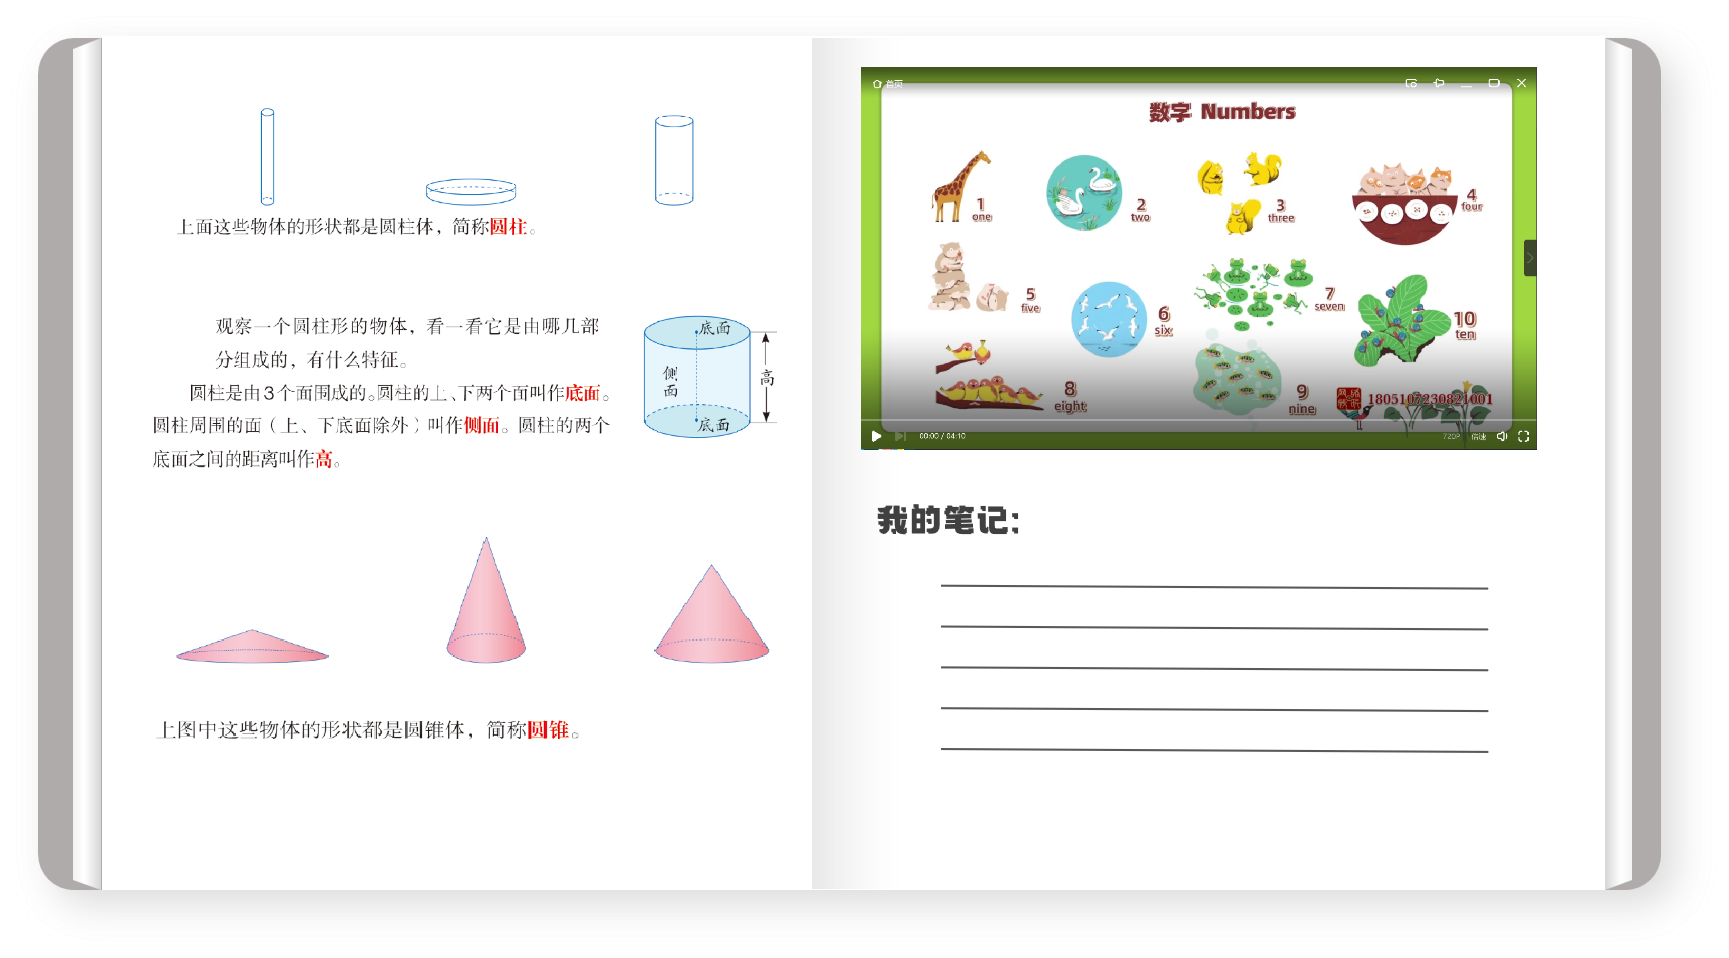 上面这些物体的形状都是圆柱体，简称圆柱。
观察一个圆柱形的物体，看一看它是由哪几部
分组成的，有什么特征。
圆柱是由3个面围成的。圆柱的上、下两个面叫作底面。
圆柱周围的面（上、下底面除外）叫作侧面。圆柱的两个
底面之间的距离叫作高。
底面
侧面
高
底面
上图中这些物体的形状都是圆锥体，简称圆锥。
首页
数字 Numbers
1
one
2
two
3
three
4
four
5
five
6
six
7
seven
10
ten
8
eight
9
nine
1805107230821001
00:00 / 04:10
720P 倍速
我的笔记: